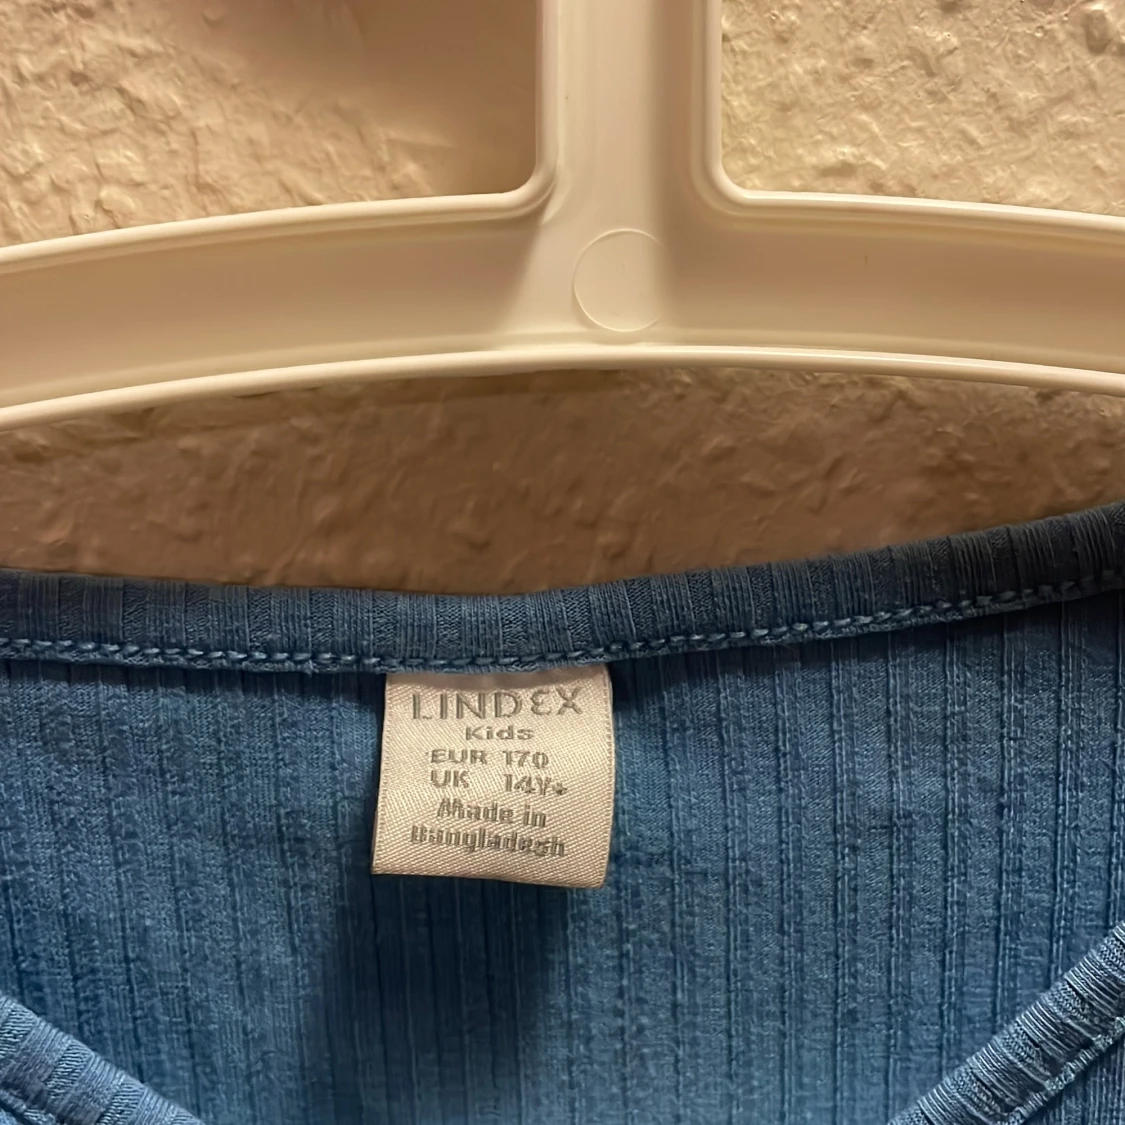 LINDEX
Kids
EUR 170
UK 14Y+
Made in
Bangladesh